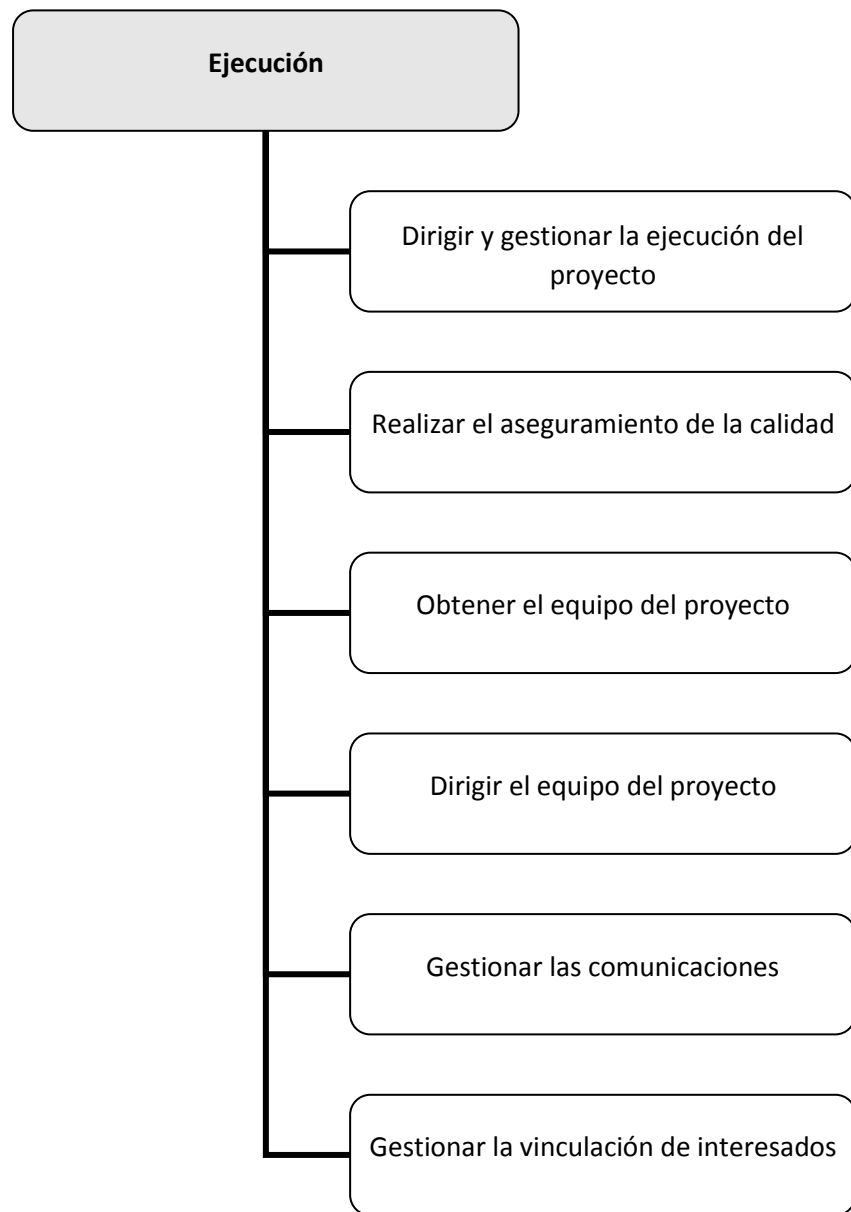 Ejecución
Dirigir y gestionar la ejecución del
proyecto
Realizar el aseguramiento de la calidad
Obtener el equipo del proyecto
Dirigir el equipo del proyecto
Gestionar las comunicaciones
Gestionar la vinculación de interesados